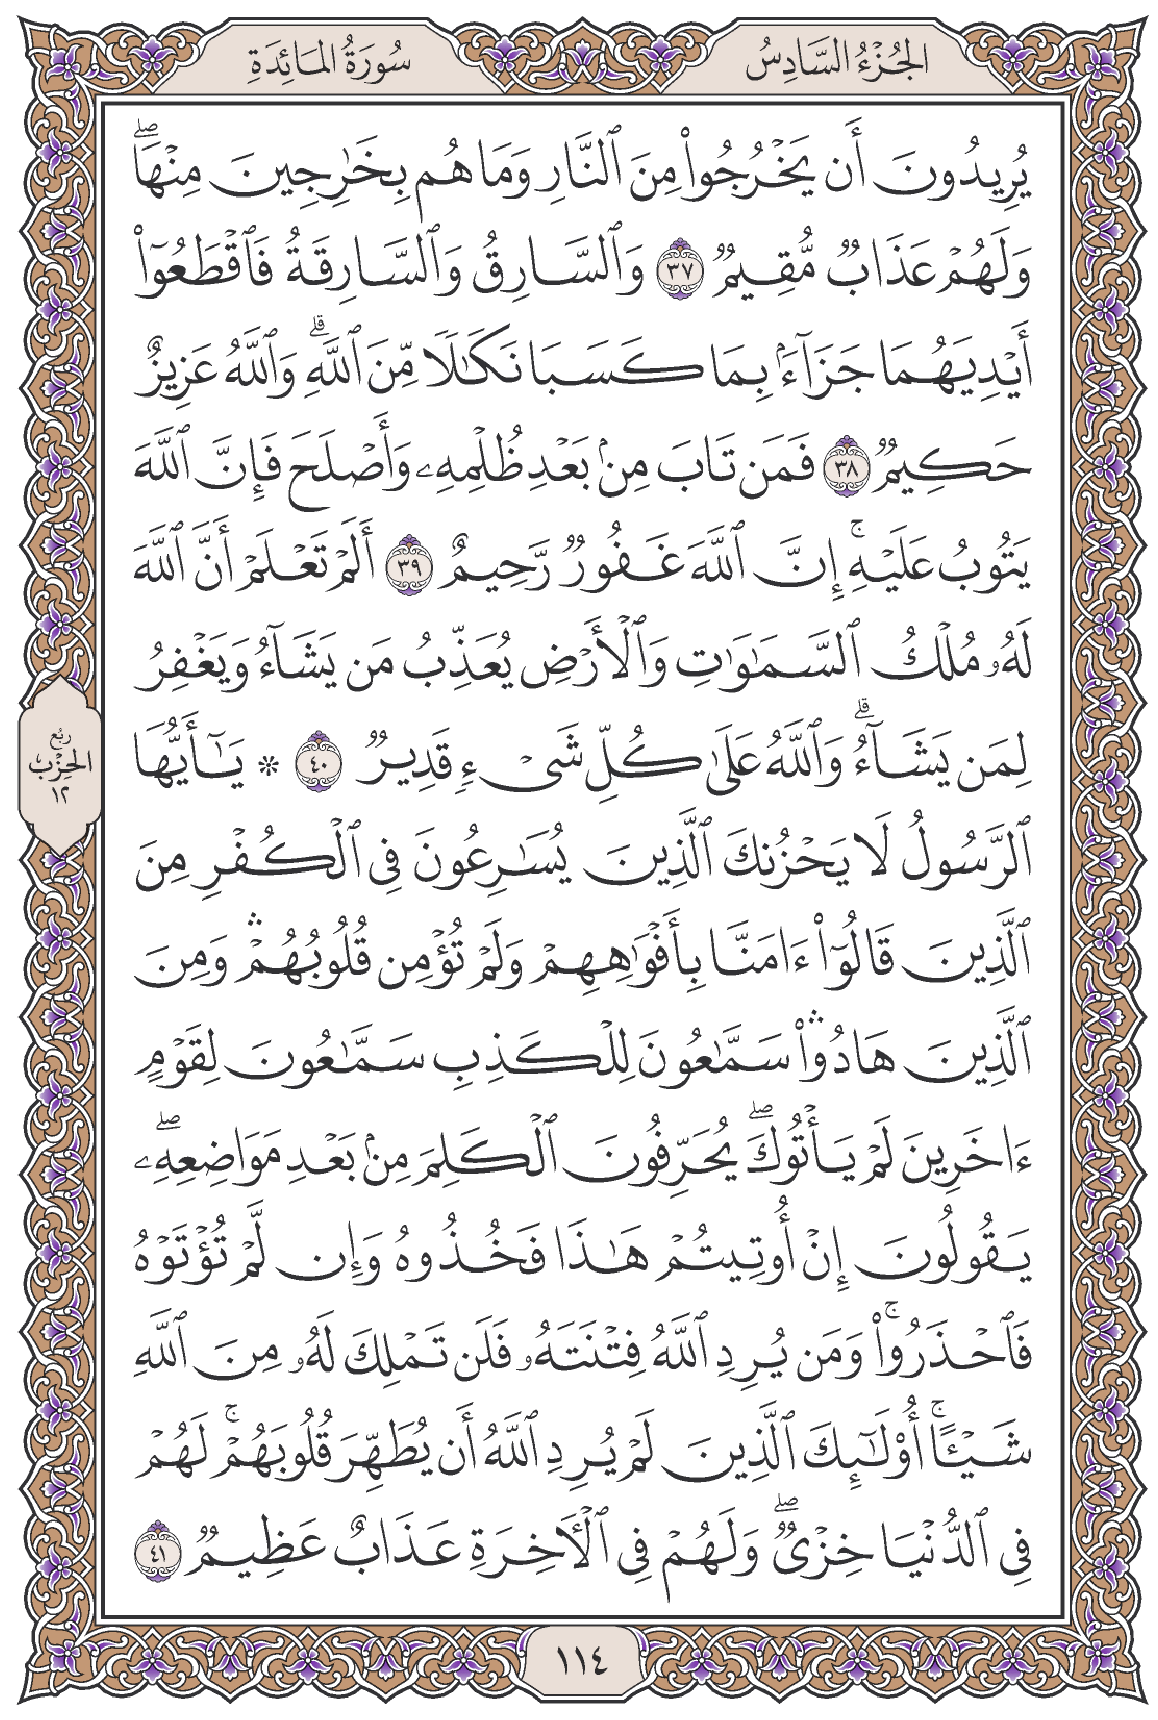 الجُزْءُ السَّادِسُ
سُورَةُ المَائِدَةِ
يُرِيدُونَ أَن يَخْرُجُوا۟ مِنَ ٱلنَّارِ وَمَا هُم بِخَـٰرِجِينَ مِنْهَا ۖ
وَلَهُمْ عَذَابٌ مُّقِيمٌ ٣٧ وَٱلسَّارِقُ وَٱلسَّارِقَةُ فَٱقْطَعُوٓا۟
أَيْدِيَهُمَا جَزَآءًۢ بِمَا كَسَبَا نَكَـٰلًا مِّنَ ٱللَّهِ ۗ وَٱللَّهُ عَزِيزٌ
حَكِيمٌ ٣٨ فَمَن تَابَ مِنۢ بَعْدِ ظُلْمِهِۦ وَأَصْلَحَ فَإِنَّ ٱللَّهَ
يَتُوبُ عَلَيْهِ ۚ إِنَّ ٱللَّهَ غَفُورٌ رَّحِيمٌ ٣٩ أَلَمْ تَعْلَمْ أَنَّ ٱللَّهَ
لَهُۥ مُلْكُ ٱلسَّمَـٰوَٰتِ وَٱلْأَرْضِ يُعَذِّبُ مَن يَشَآءُ وَيَغْفِرُ
لِمَن يَشَآءُ ۗ وَٱللَّهُ عَلَىٰ كُلِّ شَىْءٍ قَدِيرٌ ٤٠ ۞ يَـٰٓأَيُّهَا
ٱلرَّسُولُ لَا يَحْزُنكَ ٱلَّذِينَ يُسَـٰرِعُونَ فِى ٱلْكُفْرِ مِنَ
ٱلَّذِينَ قَالُوٓا۟ ءَامَنَّا بِأَفْوَٰهِهِمْ وَلَمْ تُؤْمِن قُلُوبُهُمْ ۛ وَمِنَ
ٱلَّذِينَ هَادُوا۟ ۛ سَمَّـٰعُونَ لِلْكَذِبِ سَمَّـٰعُونَ لِقَوْمٍ
ءَاخَرِينَ لَمْ يَأْتُوكَ ۖ يُحَرِّفُونَ ٱلْكَلِمَ مِنۢ بَعْدِ مَوَاضِعِهِۦ ۖ
يَقُولُونَ إِنْ أُوتِيتُمْ هَـٰذَا فَخُذُوهُ وَإِن لَّمْ تُؤْتَوْهُ
فَٱحْذَرُوا۟ ۚ وَمَن يُرِدِ ٱللَّهُ فِتْنَتَهُۥ فَلَن تَمْلِكَ لَهُۥ مِنَ ٱللَّهِ
شَيْـًٔا ۚ أُو۟لَـٰٓئِكَ ٱلَّذِينَ لَمْ يُرِدِ ٱللَّهُ أَن يُطَهِّرَ قُلُوبَهُمْ ۚ لَهُمْ
فِى ٱلدُّنْيَا خِزْىٌ ۖ وَلَهُمْ فِى ٱلْـَٔاخِرَةِ عَذَابٌ عَظِيمٌ ٤١
رُبْعُ
الحِزْبِ
١٢
١١٤